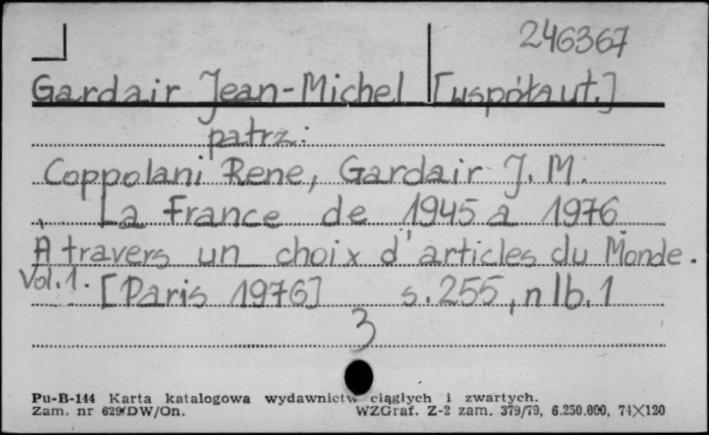 246367
Gardair Jean-Michel [współaut.]
patrz:
Coppolani Rene, Gardair J. M.
La France de 1945 a 1976
À travers un choix d'articles du Monde.
Vol. 1. [Paris 1976] s. 255, nlb. 1
3
Pu-B-144 Karta katalogowa wydawnictw ciągłych i zwartych.
Zam. nr 629/DW/On. WZGraf. Z-2 zam. 379/79, 6.250.000, 74X120